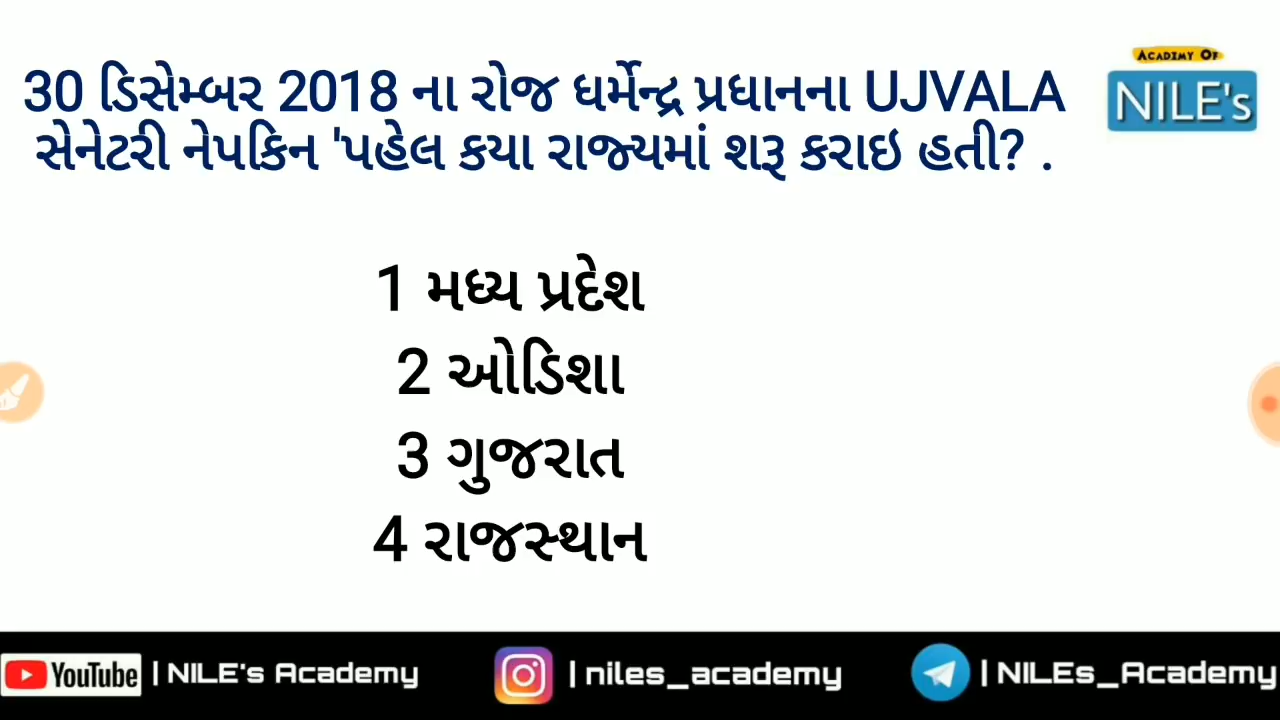 ACADEMY OF
NILE's
30 ડિસેમ્બર 2018 ના રોજ ધર્મેન્દ્ર પ્રધાનના UJVALA
સેનેટરી નેપકિન 'પહેલ કયા રાજ્યમાં શરૂ કરાઇ હતી? .
1 મધ્ય પ્રદેશ
2 ઓડિશા
3 ગુજરાત
4 રાજસ્થાન
YouTube | NILE's Academy | niles_academy | NILEs_Academy